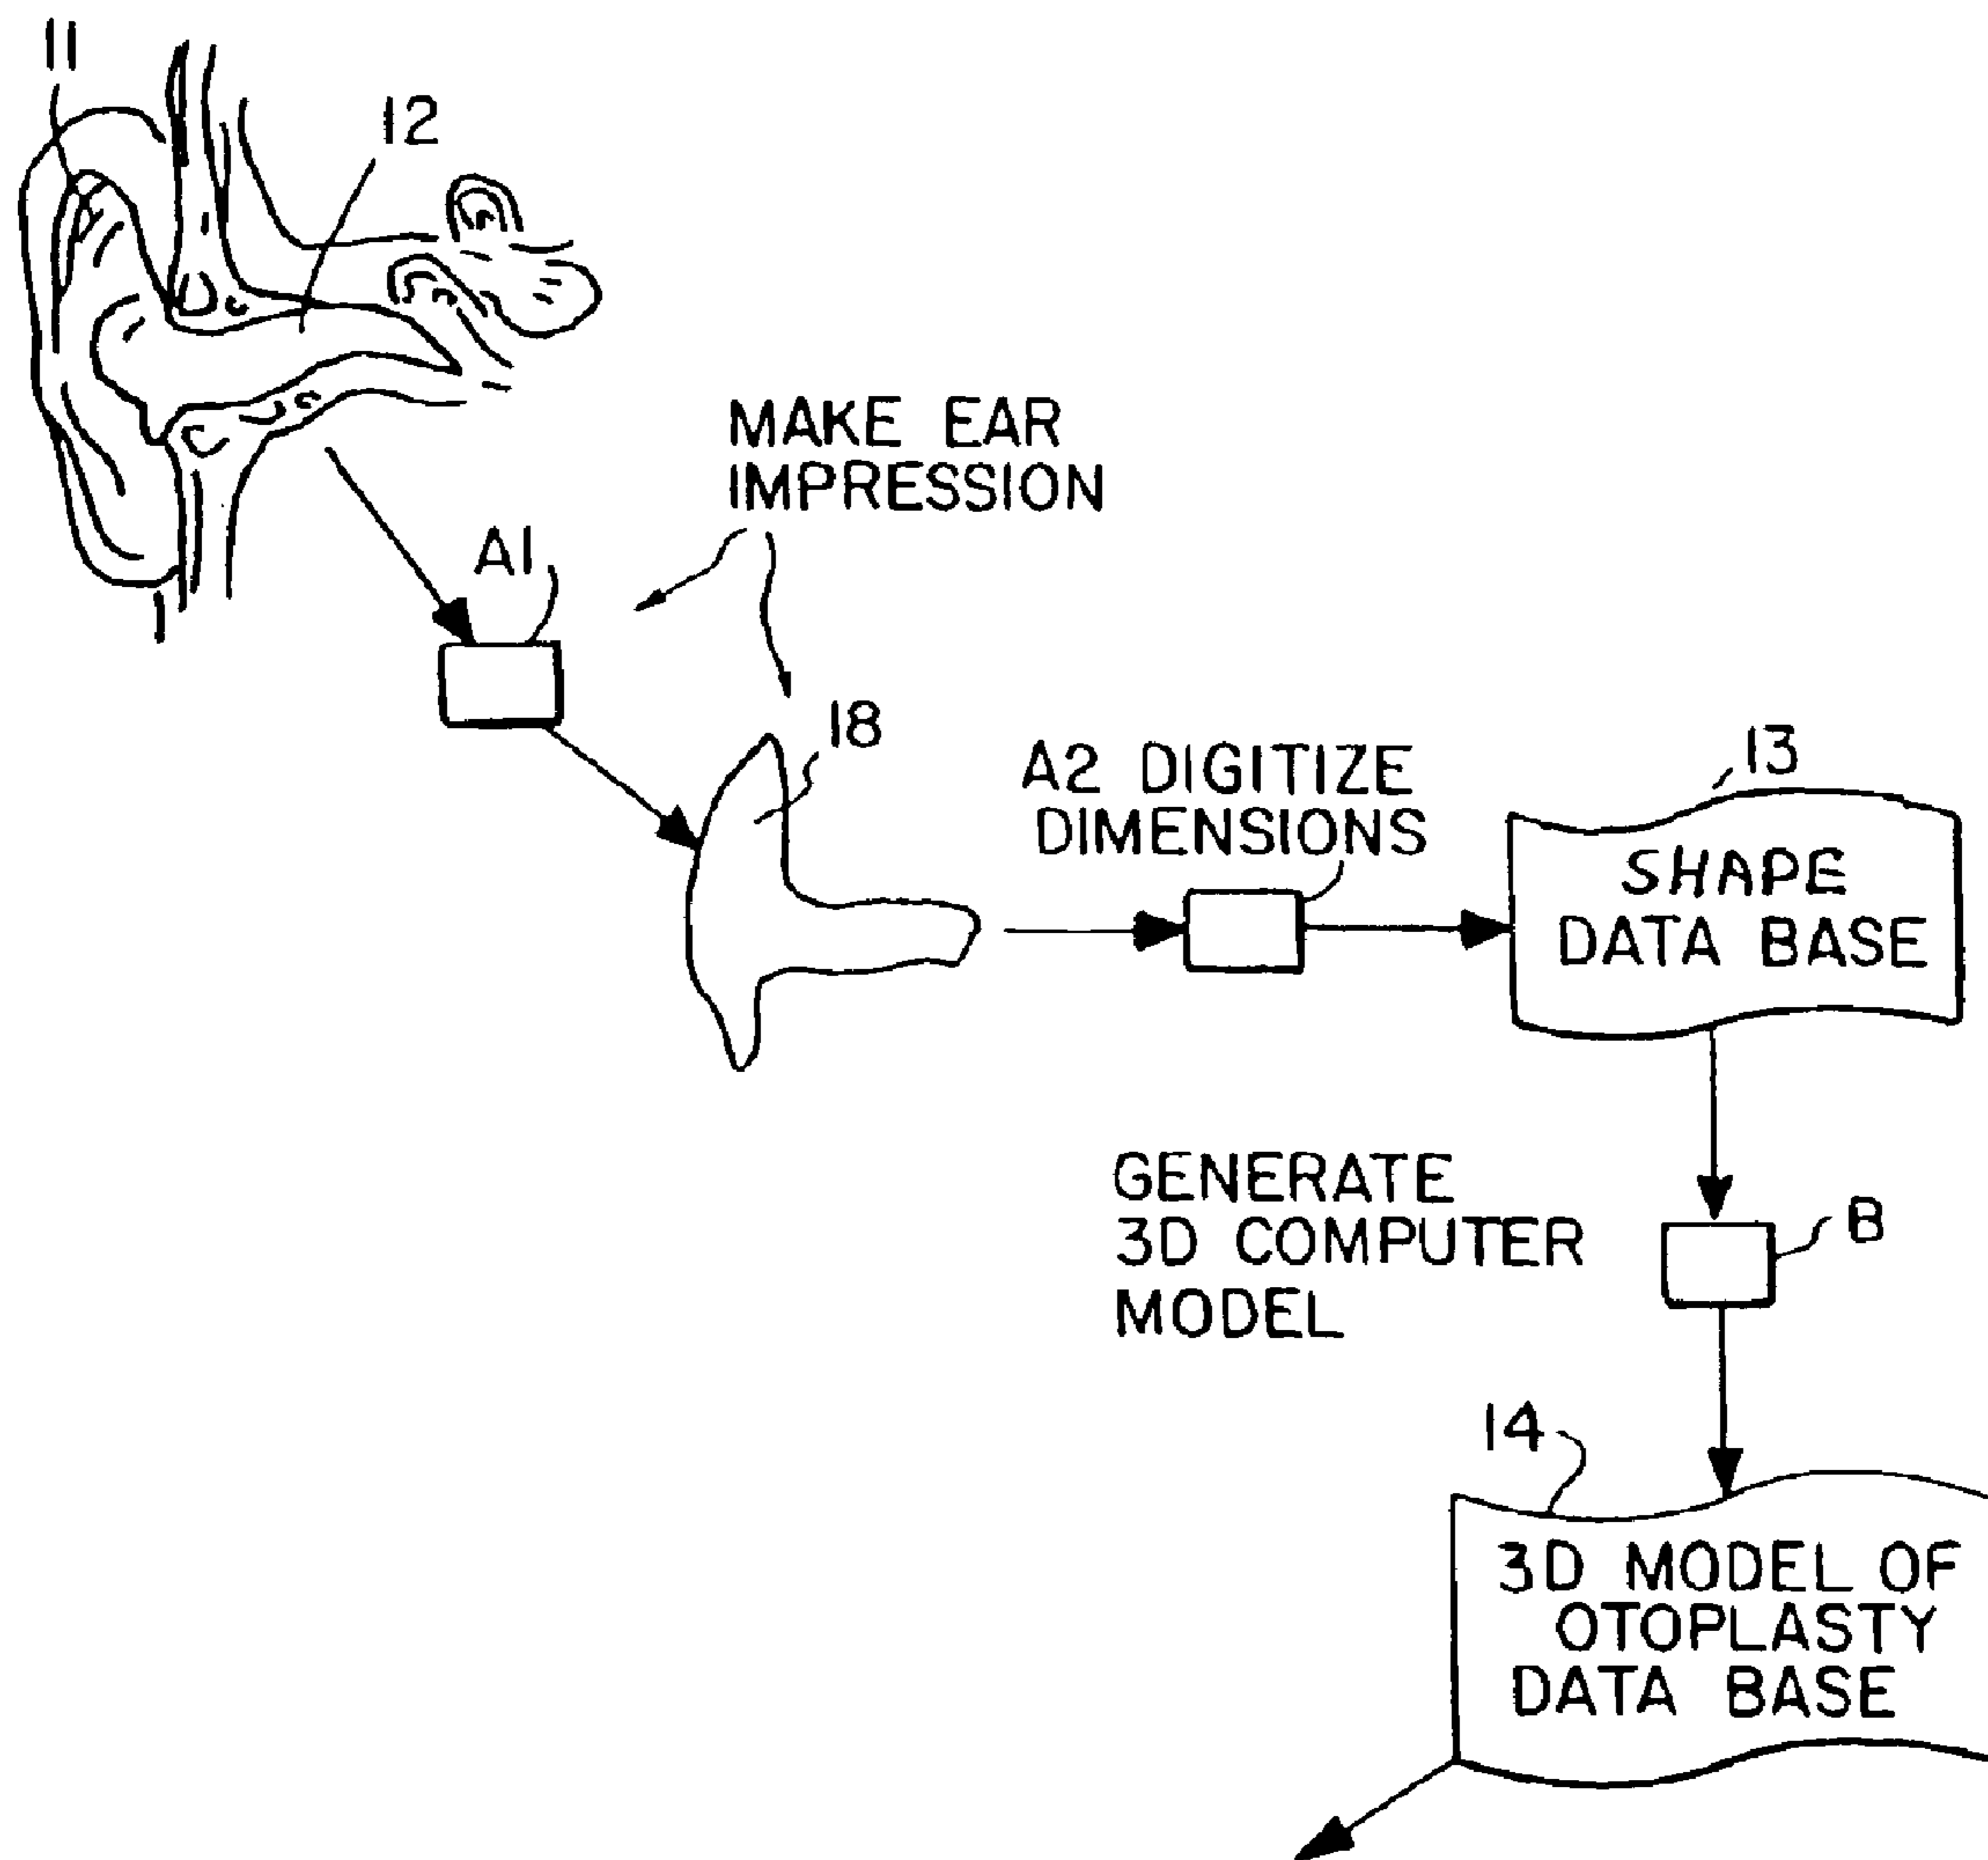 11
12
MAKE EAR
IMPRESSION
A1
18
A2 DIGITIZE
DIMENSIONS
13
SHAPE
DATA BASE
GENERATE
3D COMPUTER
MODEL
B
14
3D MODEL OF
OTOPLASTY
DATA BASE